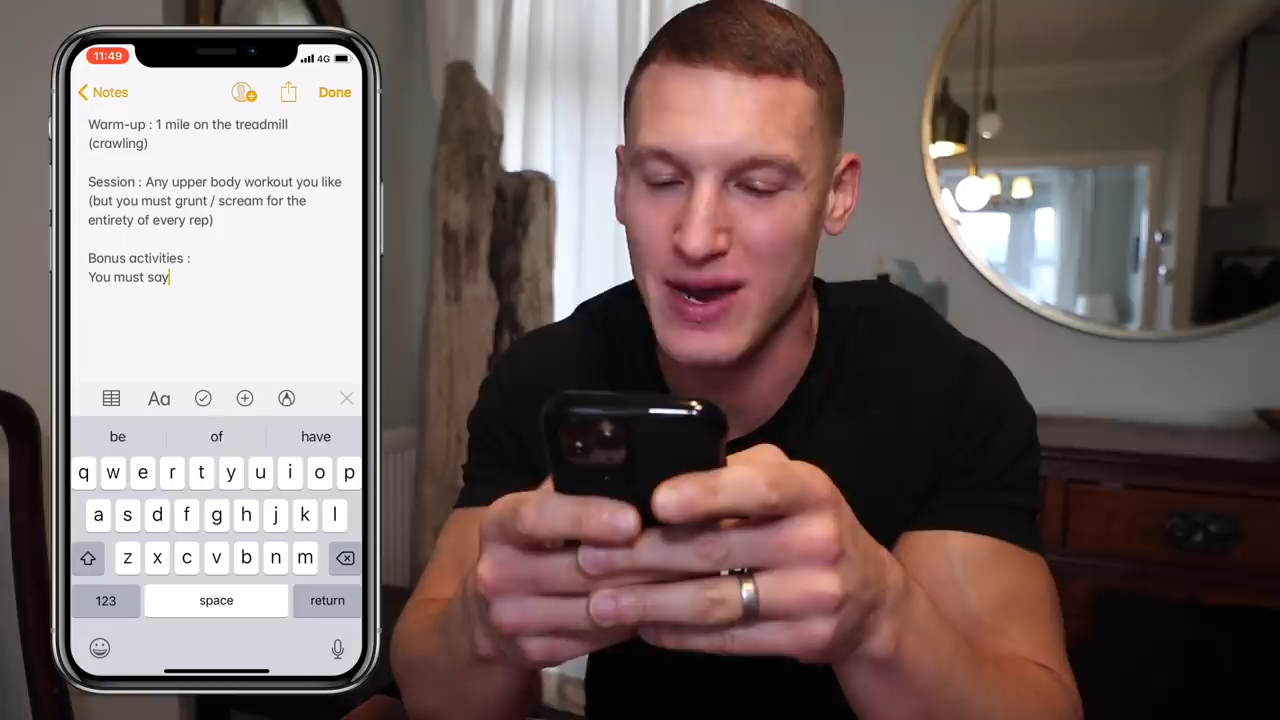 11:49
4G
Notes
Done
Warm-up : 1 mile on the treadmill
(crawling)
Session : Any upper body workout you like
(but you must grunt / scream for the
entirety of every rep)
Bonus activities :
You must say
Aa
be of have
q w e r t y u i o p
a s d f g h j k l
z x c v b n m
123 space return